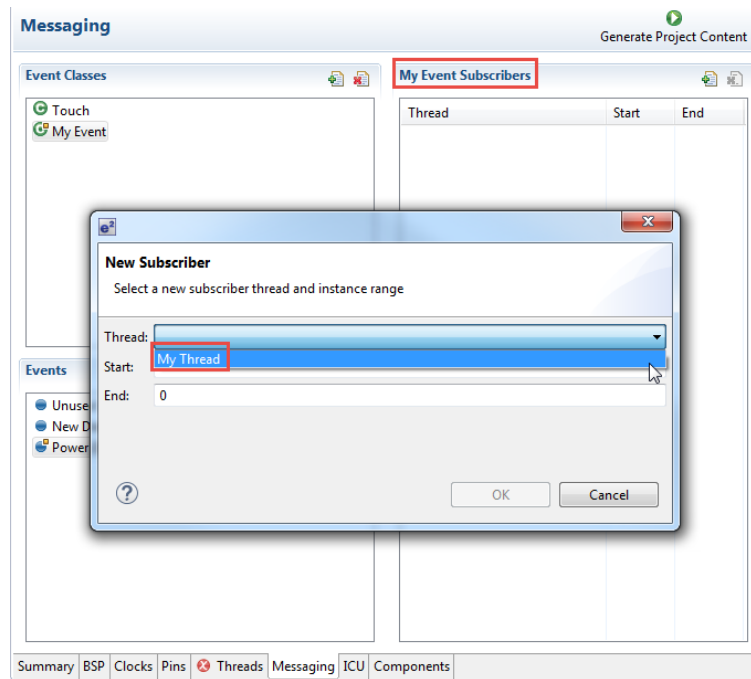 Messaging
Generate Project Content
Event Classes
My Event Subscribers
Touch
My Event
Thread Start End
e²
New Subscriber
Select a new subscriber thread and instance range
Thread:
My Thread
Start:
End: 0
Events
New D
Power
OK Cancel
Summary BSP Clocks Pins Threads Messaging ICU Components